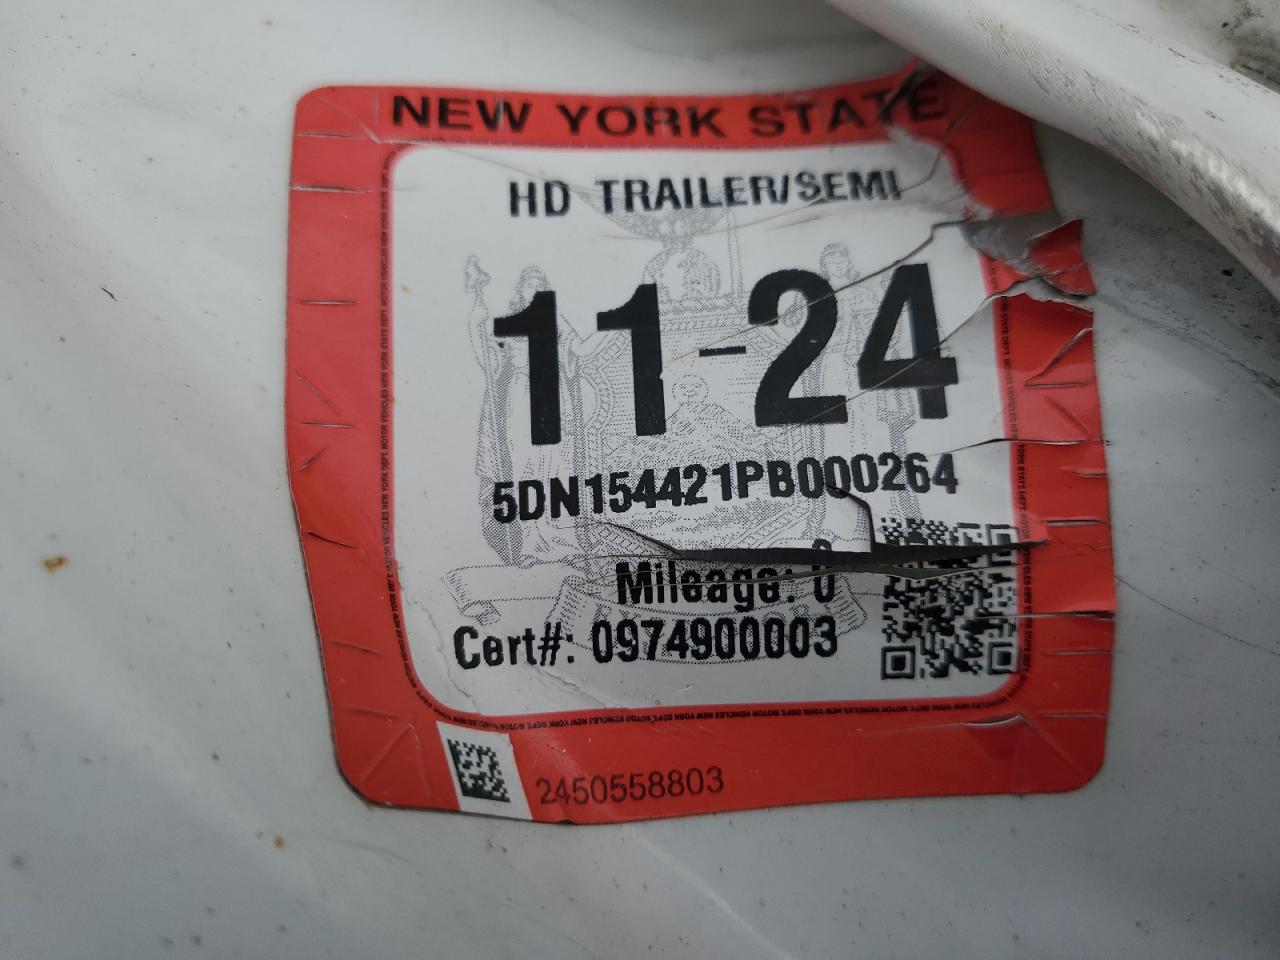 NEW YORK STATE
HD TRAILER/SEMI
11-24
5DN154421PB000264
Mileage: 0
Cert#: 0974900003
2450558803